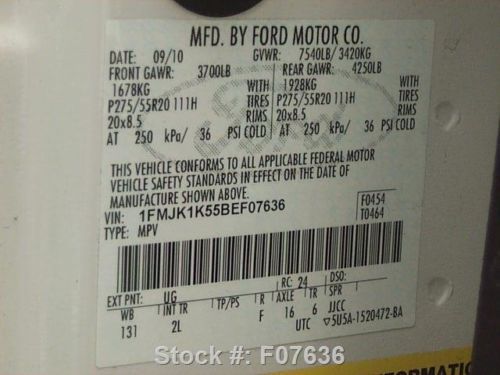 MFD. BY FORD MOTOR CO.
DATE: 09/10 GVWR: 7540LB/ 3420KG
FRONT GAWR: 3700LB REAR GAWR: 4250LB
1678KG WITH 1928KG WITH
P275/55R20 111H TIRES P275/55R20 111H TIRES
20x8.5 RIMS 20x8.5 RIMS
AT 250 kPa/ 36 PSI COLD AT 250 kPa/ 36 PSI COLD
THIS VEHICLE CONFORMS TO ALL APPLICABLE FEDERAL MOTOR
VEHICLE SAFETY STANDARDS IN EFFECT ON THE DATE OF
MANUFACTURE SHOWN ABOVE.
VIN: 1FMJK1K55BEF07636 F0454
TYPE: MPV T0464
EXT PNT: UG RC: 24 DSO:
WB INT TR TP/PS R AXLE TR SPR
131 2L F 16 6 JJCC
UTC ▽5U5A-1520472-BA
Stock #: F07636
INFORMATIO